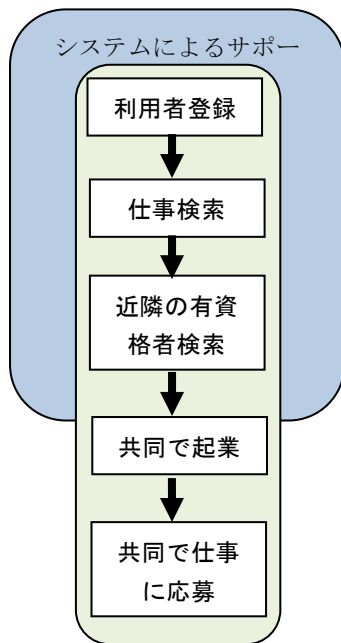 システムによるサポー
利用者登録
仕事検索
近隣の有資
格者検索
共同で起業
共同で仕事
に応募